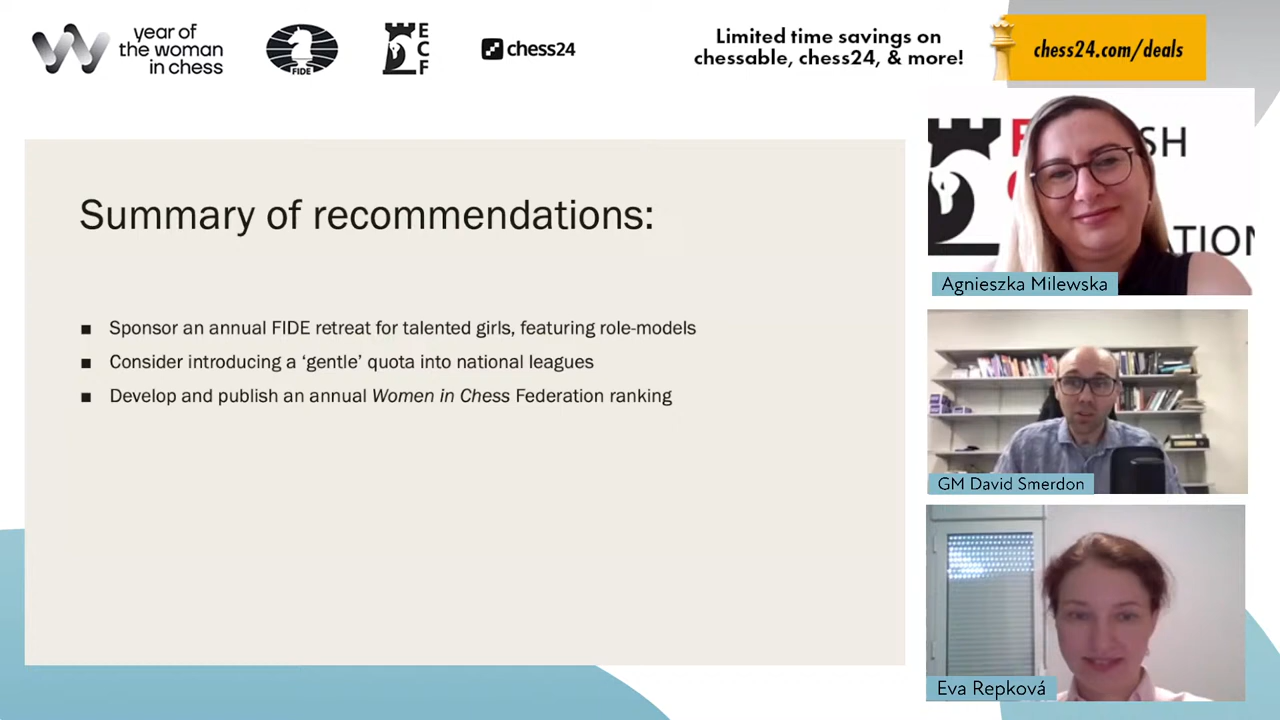 year of
the woman
in chess
FIDE
E
C
F
chess24
Limited time savings on
chessable, chess24, & more!
chess24.com/deals
Summary of recommendations:
■ Sponsor an annual FIDE retreat for talented girls, featuring role-models
■ Consider introducing a ‘gentle’ quota into national leagues
■ Develop and publish an annual Women in Chess Federation ranking
SH
ATION
Agnieszka Milewska
GM David Smerdon
Eva Repková